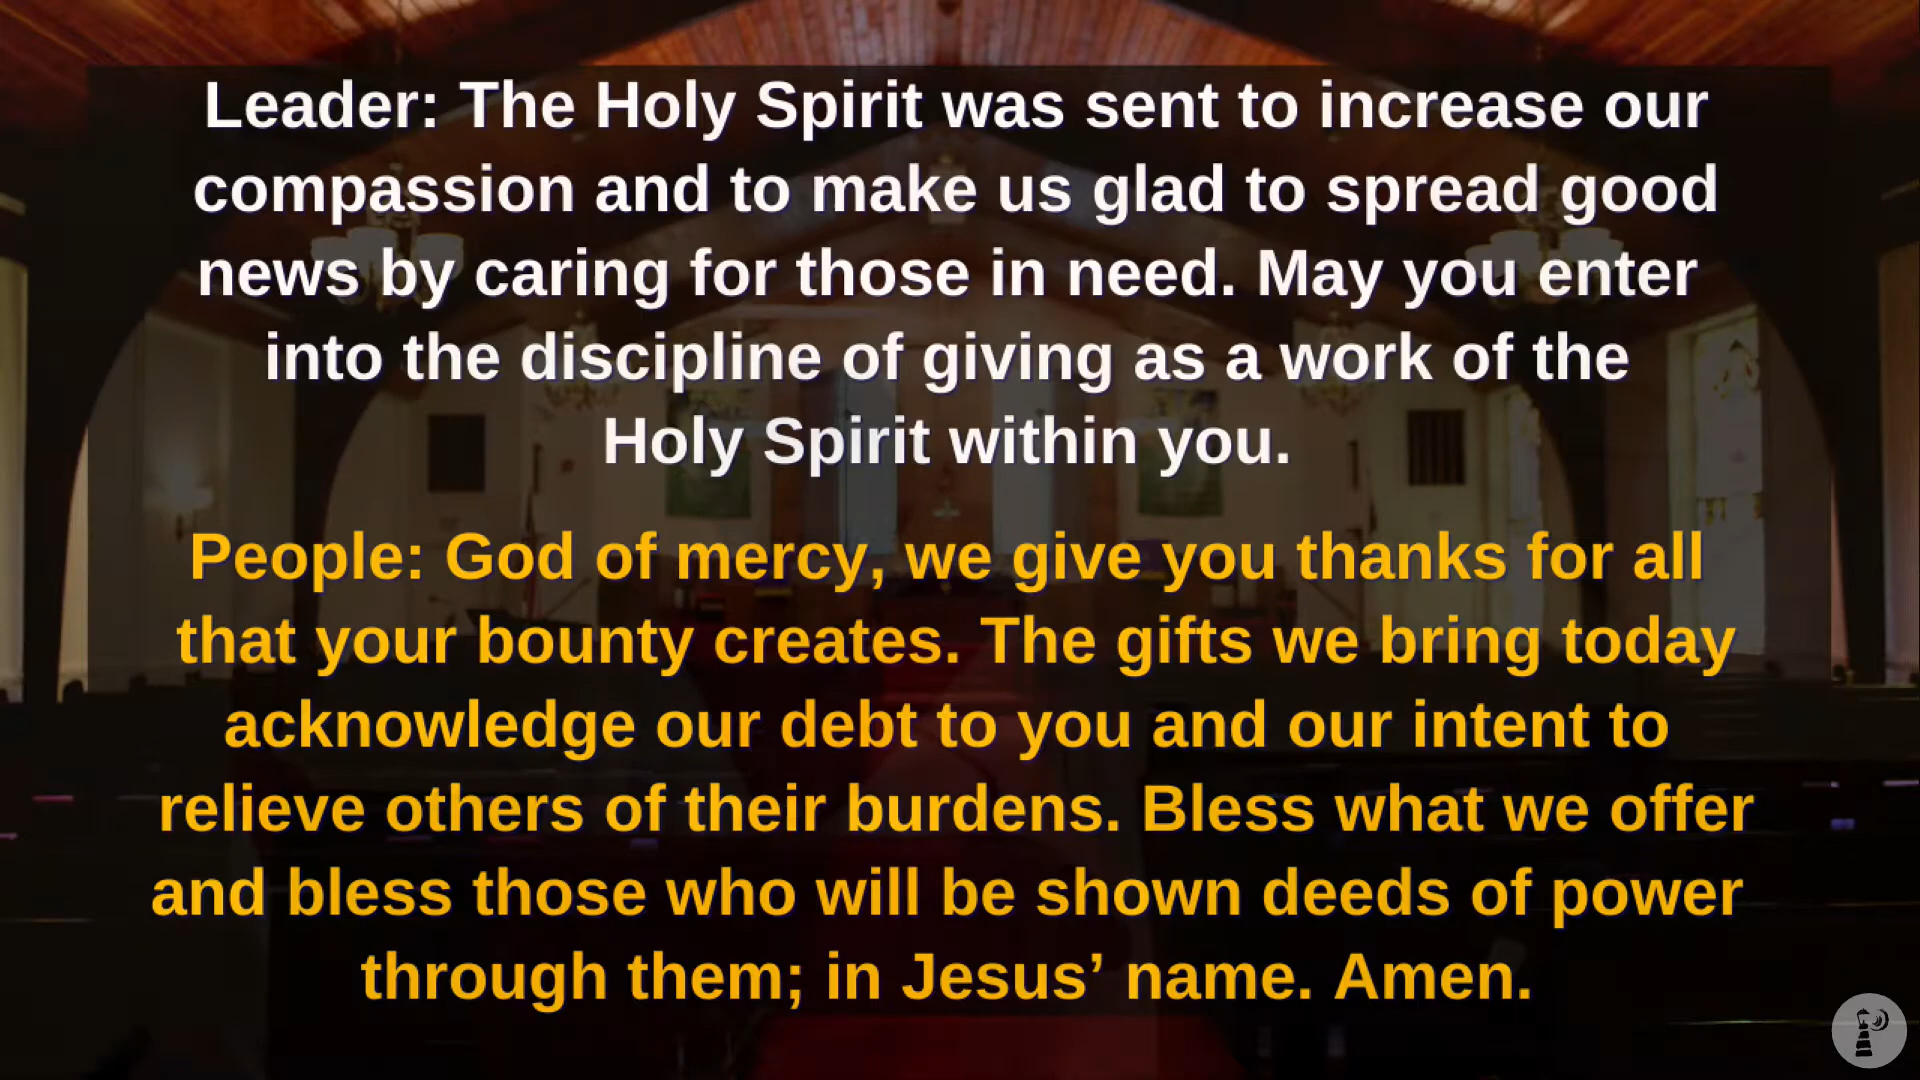 Leader: The Holy Spirit was sent to increase our
compassion and to make us glad to spread good
news by caring for those in need. May you enter
into the discipline of giving as a work of the
Holy Spirit within you.
People: God of mercy, we give you thanks for all
that your bounty creates. The gifts we bring today
acknowledge our debt to you and our intent to
relieve others of their burdens. Bless what we offer
and bless those who will be shown deeds of power
through them; in Jesus’ name. Amen.